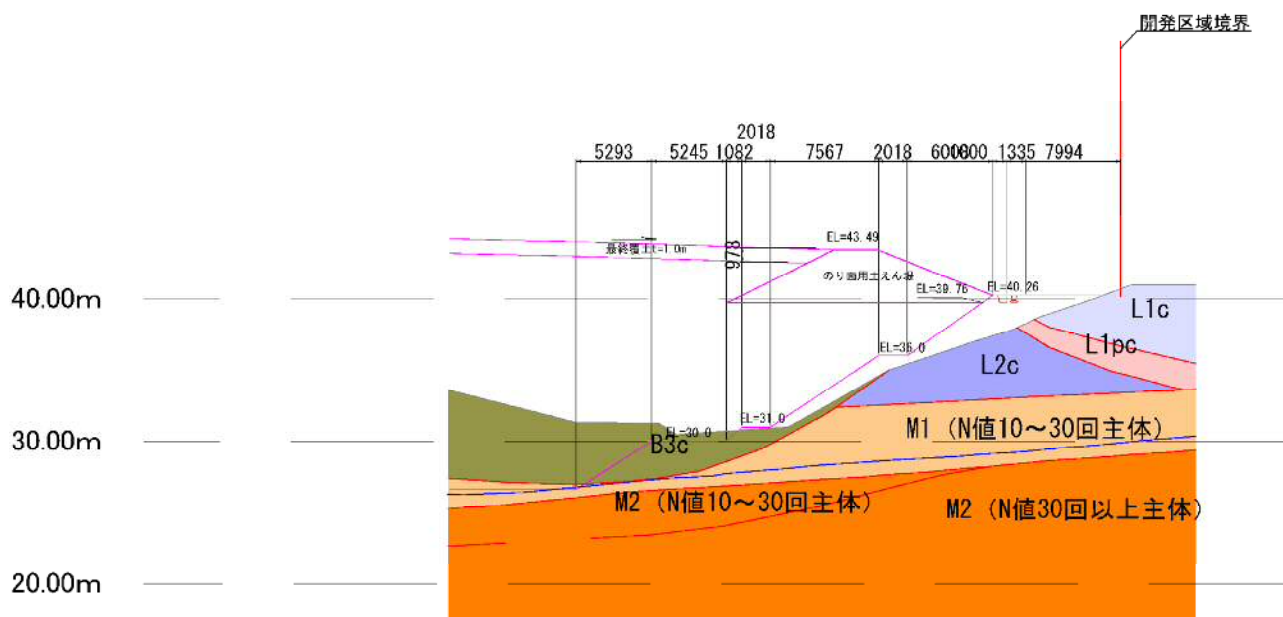 開発区域境界
2018
5293
5245
1082
7567
2018
1335
7994
EL=43.49
最終覆土t=1.0m
978
のり面用土えん堤
EL=39.76
EL=40.26
40.00m
L1c
L1pc
EL=36.0
L2c
EL=31.0
EL=30.0
M1 (N値10～30回主体)
30.00m
B3c
M2 (N値10～30回主体)
M2 (N値30回以上主体)
20.00m